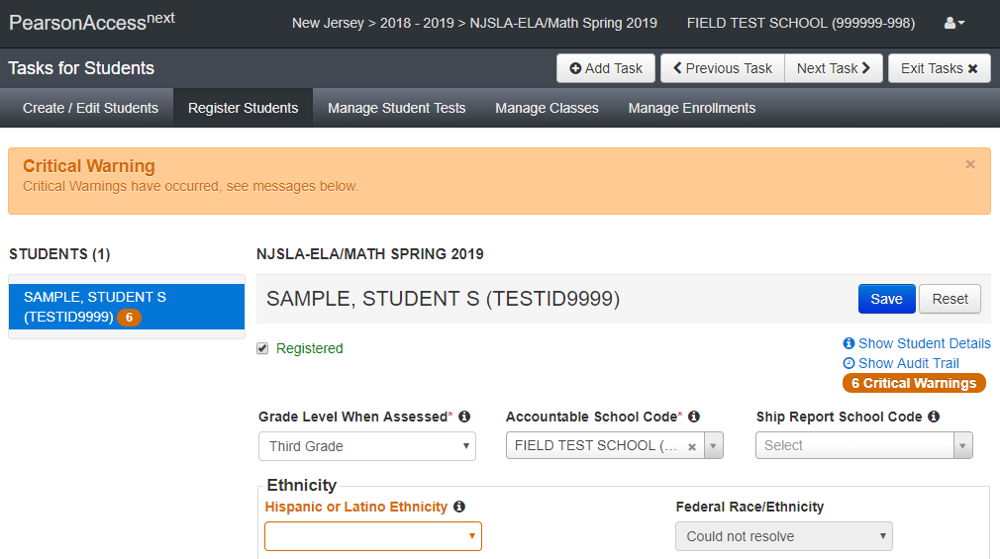 PearsonAccessnext
New Jersey > 2018 - 2019 > NJSLA-ELA/Math Spring 2019 FIELD TEST SCHOOL (999999-998)
Tasks for Students
Add Task Previous Task Next Task Exit Tasks
Create / Edit Students Register Students Manage Student Tests Manage Classes Manage Enrollments
Critical Warning
Critical Warnings have occurred, see messages below.
STUDENTS (1)
SAMPLE, STUDENT S
(TESTID9999) 6
NJSLA-ELA/MATH SPRING 2019
SAMPLE, STUDENT S (TESTID9999)
Save Reset
Registered
Show Student Details
Show Audit Trail
6 Critical Warnings
Grade Level When Assessed* Accountable School Code* Ship Report School Code
Third Grade FIELD TEST SCHOOL (... Select
Ethnicity
Hispanic or Latino Ethnicity Federal Race/Ethnicity
Could not resolve